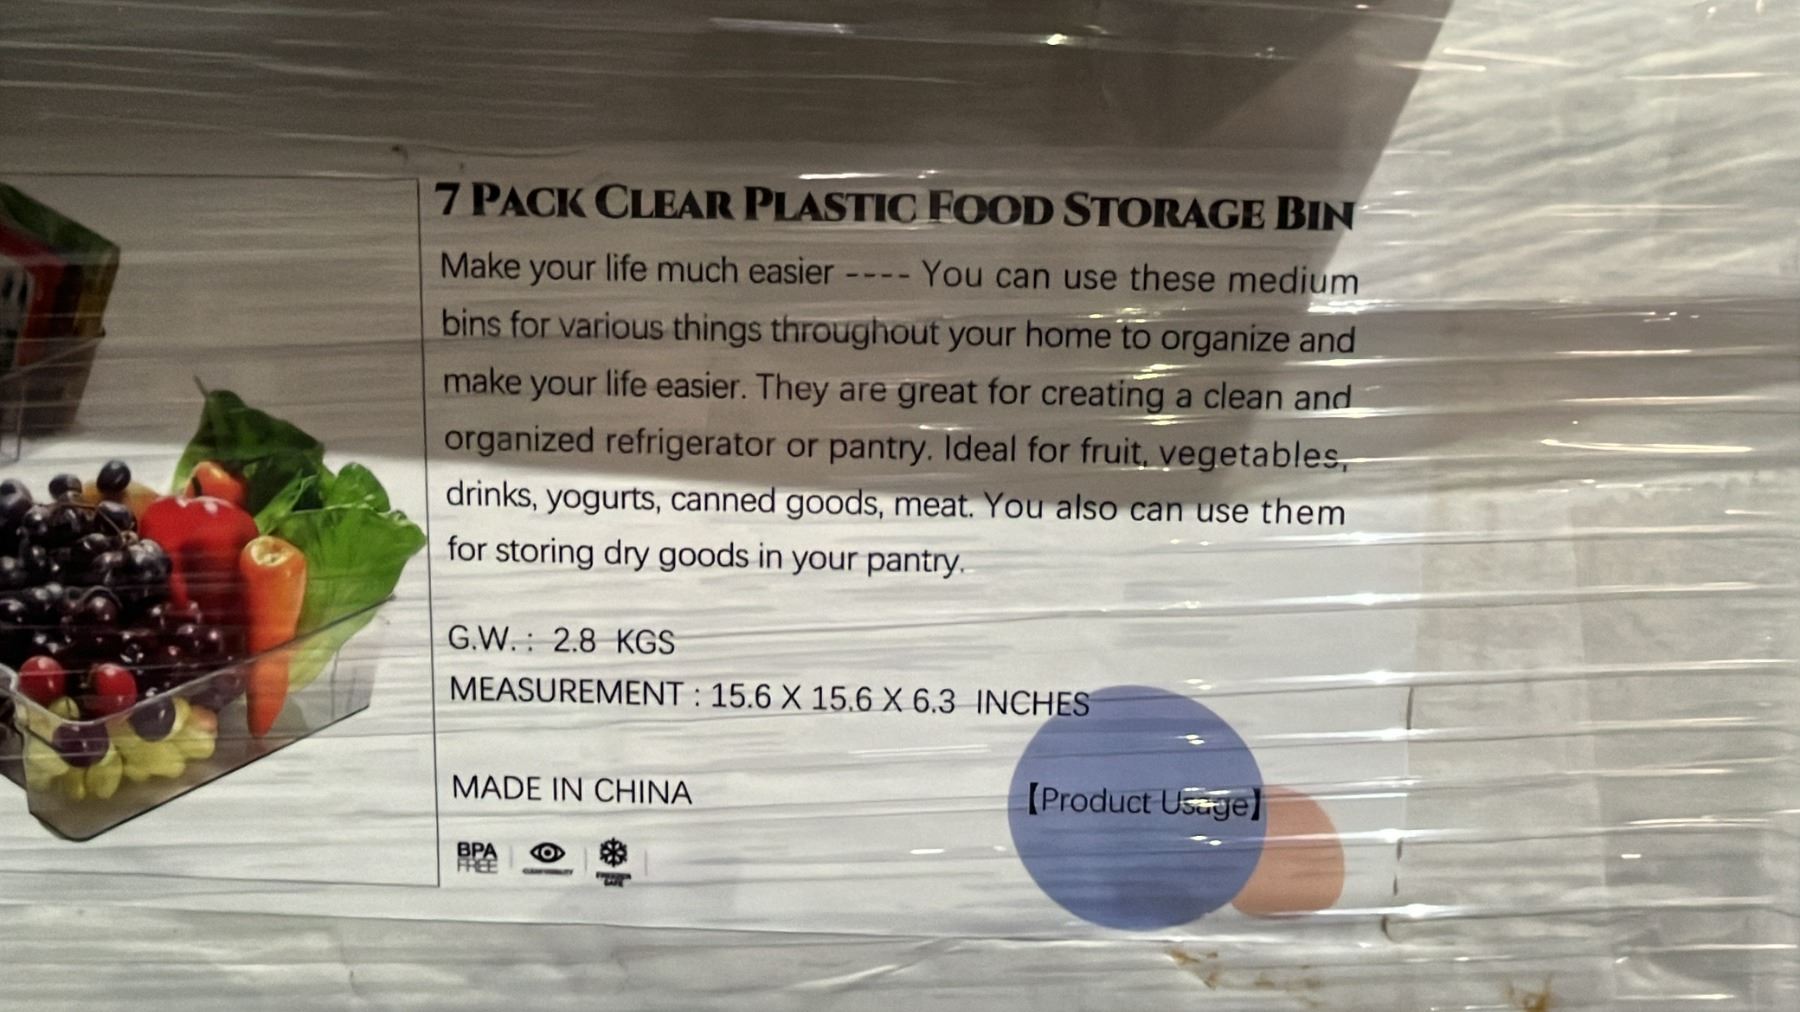 7 PACK CLEAR PLASTIC FOOD STORAGE BIN
Make your life much easier ---- You can use these medium
bins for various things throughout your home to organize and
make your life easier. They are great for creating a clean and
organized refrigerator or pantry. Ideal for fruit, vegetables,
drinks, yogurts, canned goods, meat. You also can use them
for storing dry goods in your pantry.
G.W. : 2.8 KGS
MEASUREMENT : 15.6 X 15.6 X 6.3 INCHES
MADE IN CHINA
【Product Usage】
BPA
FREE
FREEZER
SAFE